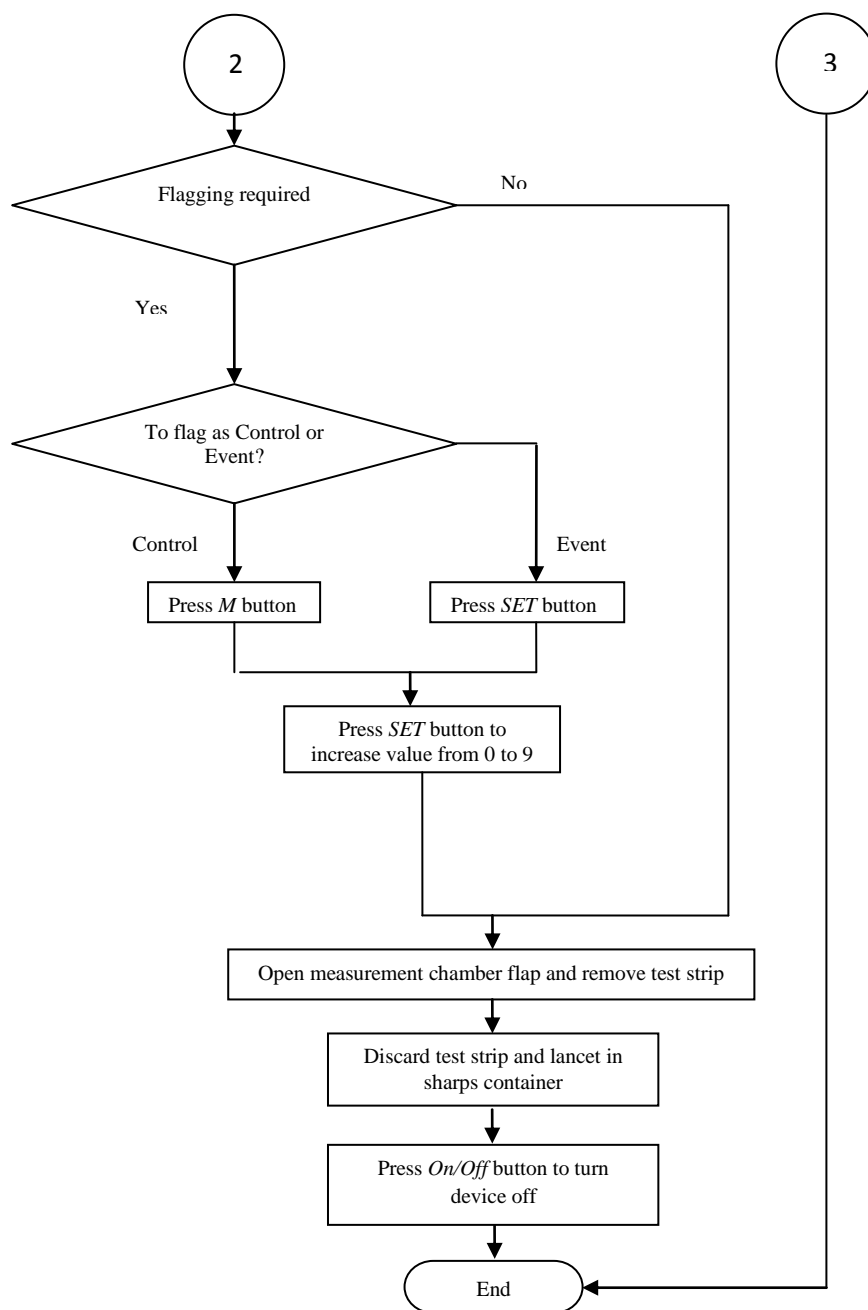 2
3
Flagging required
No
Yes
To flag as Control or
Event?
Control
Event
Press M button
Press SET button
Press SET button to
increase value from 0 to 9
Open measurement chamber flap and remove test strip
Discard test strip and lancet in
sharps container
Press On/Off button to turn
device off
End